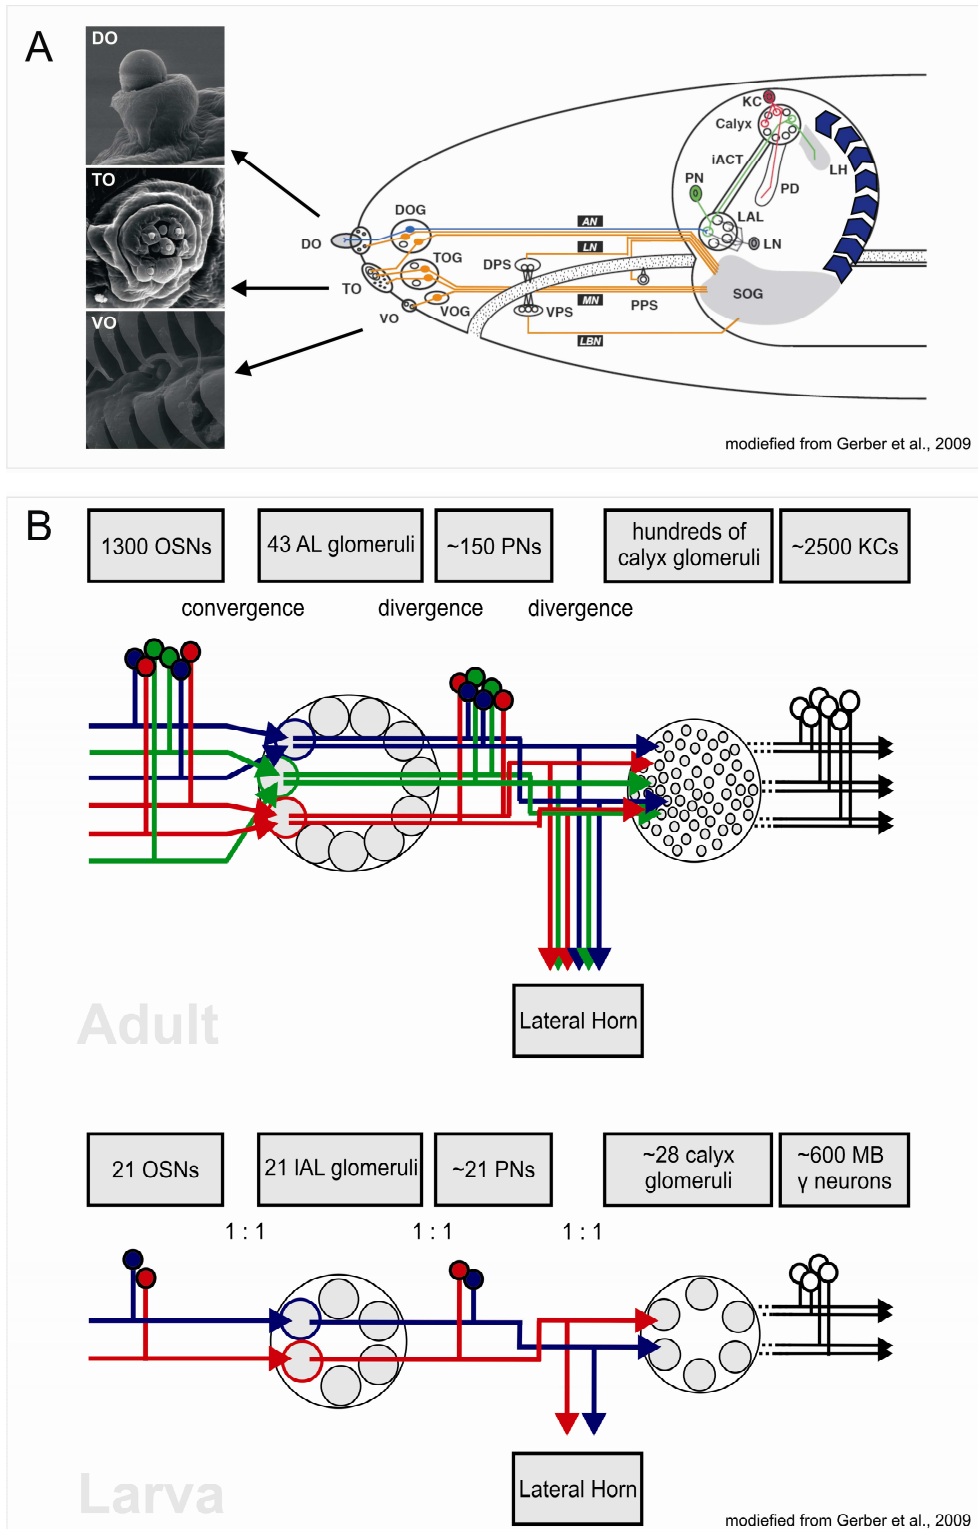 A
DO
TO
VO
KC
Calyx
iACT
LH
PN
PD
DOG
AN
LAL
DO
LN
LN
TOG
DPS
TO
SOG
MN
PPS
VO
VOG
VPS
LBN
modiefied from Gerber et al., 2009
B
1300 OSNs
43 AL glomeruli
~150 PNs
hundreds of
calyx glomeruli
~2500 KCs
convergence
divergence
divergence
Lateral Horn
Adult
21 OSNs
21 lAL glomeruli
~21 PNs
~28 calyx
glomeruli
~600 MB
γ neurons
1 : 1
1 : 1
1 : 1
Lateral Horn
Larva
modiefied from Gerber et al., 2009